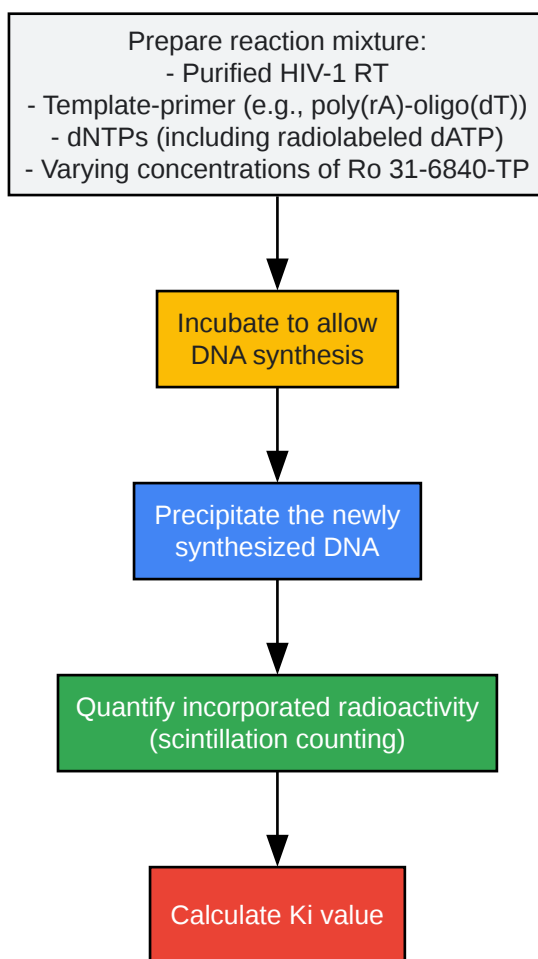 Prepare reaction mixture:
- Purified HIV-1 RT
- Template-primer (e.g., poly(rA)-oligo(dT))
- dNTPs (including radiolabeled dATP)
- Varying concentrations of Ro 31-6840-TP
Incubate to allow
DNA synthesis
Precipitate the newly
synthesized DNA
Quantify incorporated radioactivity
(scintillation counting)
Calculate Ki value